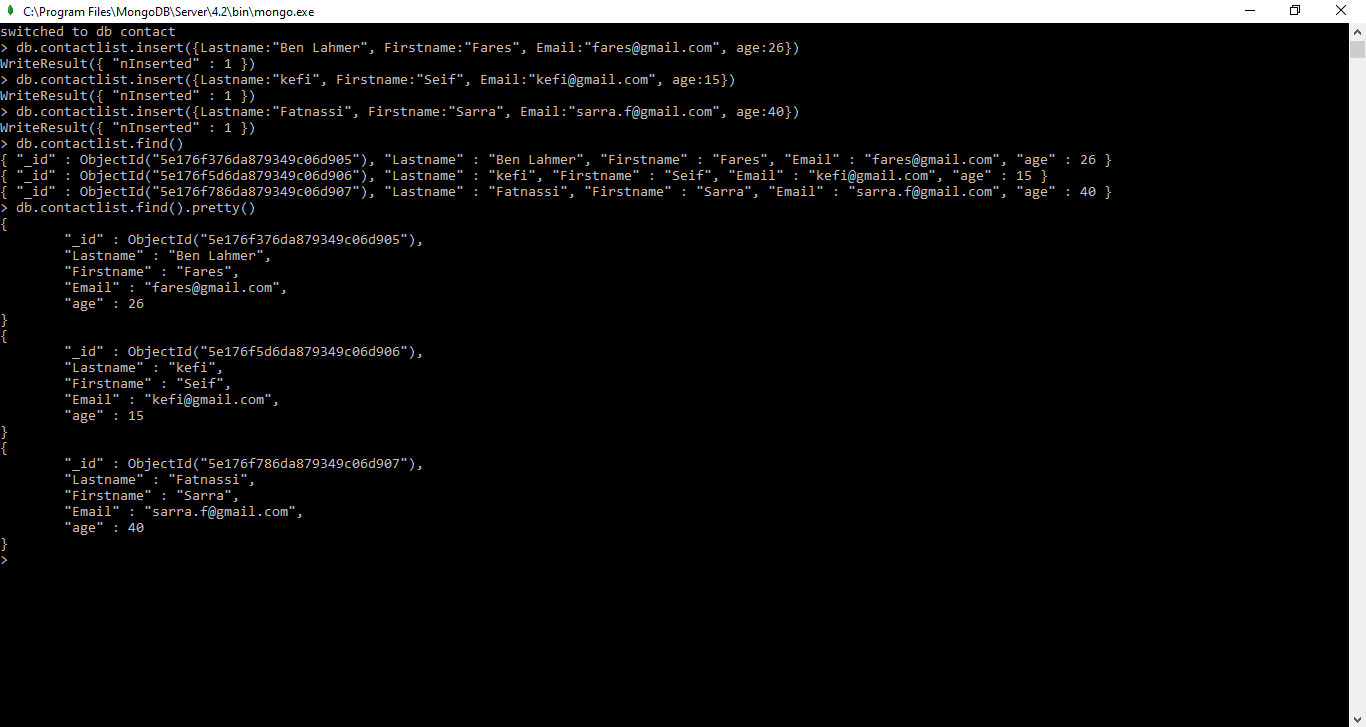 C:\Program Files\MongoDB\Server\4.2\bin\mongo.exe
switched to db contact
> db.contactlist.insert({Lastname:"Ben Lahmer", Firstname:"Fares", Email:"fares@gmail.com", age:26})
WriteResult({ "nInserted" : 1 })
> db.contactlist.insert({Lastname:"kefi", Firstname:"Seif", Email:"kefi@gmail.com", age:15})
WriteResult({ "nInserted" : 1 })
> db.contactlist.insert({Lastname:"Fatnassi", Firstname:"Sarra", Email:"sarra.f@gmail.com", age:40})
WriteResult({ "nInserted" : 1 })
> db.contactlist.find()
{ "_id" : ObjectId("5e176f376da879349c06d905"), "Lastname" : "Ben Lahmer", "Firstname" : "Fares", "Email" : "fares@gmail.com", "age" : 26 }
{ "_id" : ObjectId("5e176f5d6da879349c06d906"), "Lastname" : "kefi", "Firstname" : "Seif", "Email" : "kefi@gmail.com", "age" : 15 }
{ "_id" : ObjectId("5e176f786da879349c06d907"), "Lastname" : "Fatnassi", "Firstname" : "Sarra", "Email" : "sarra.f@gmail.com", "age" : 40 }
> db.contactlist.find().pretty()
{
        "_id" : ObjectId("5e176f376da879349c06d905"),
        "Lastname" : "Ben Lahmer",
        "Firstname" : "Fares",
        "Email" : "fares@gmail.com",
        "age" : 26
}
{
        "_id" : ObjectId("5e176f5d6da879349c06d906"),
        "Lastname" : "kefi",
        "Firstname" : "Seif",
        "Email" : "kefi@gmail.com",
        "age" : 15
}
{
        "_id" : ObjectId("5e176f786da879349c06d907"),
        "Lastname" : "Fatnassi",
        "Firstname" : "Sarra",
        "Email" : "sarra.f@gmail.com",
        "age" : 40
}
>